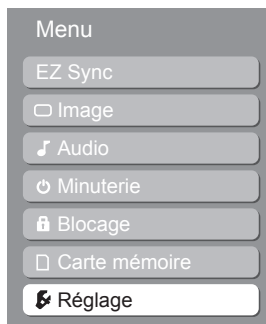 Menu
EZ Sync
Image
Audio
Minuterie
Blocage
Carte mémoire
Réglage